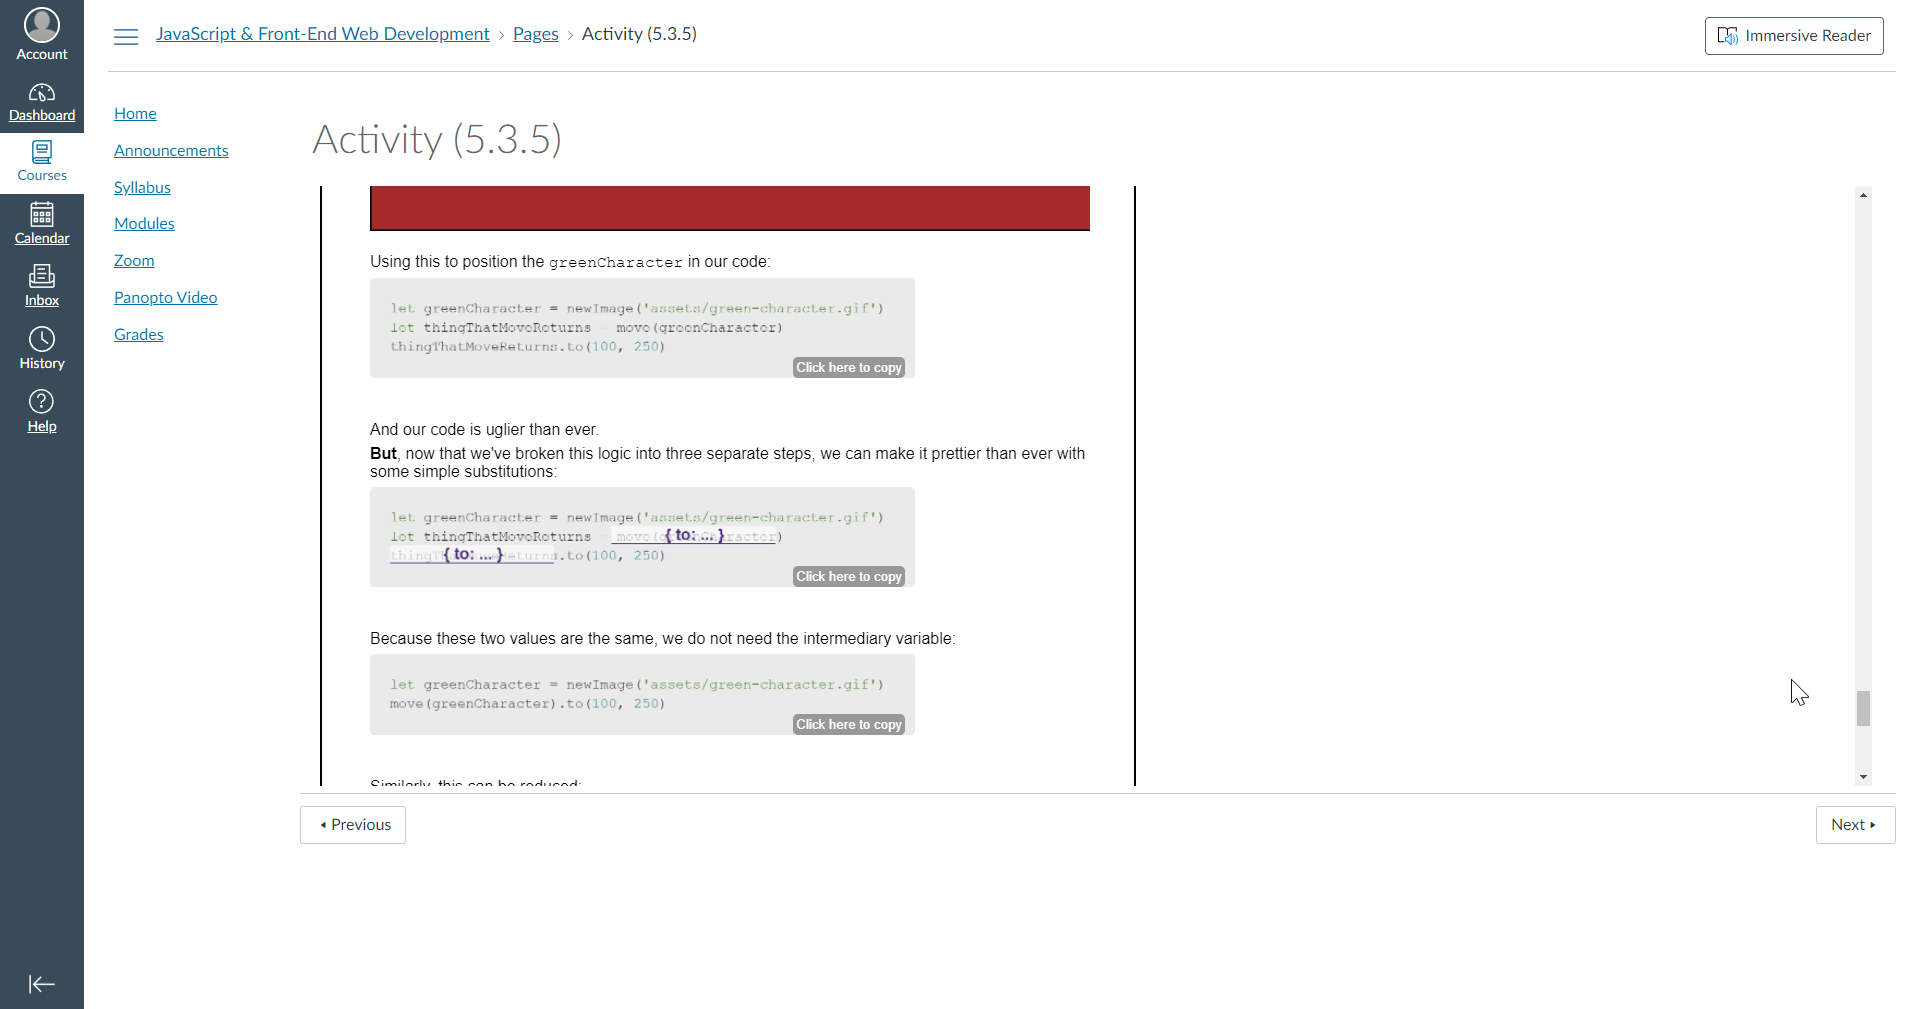 Account
Dashboard
Courses
Calendar
Inbox
History
Help
JavaScript & Front-End Web Development › Pages › Activity (5.3.5)
Immersive Reader
Home
Announcements
Syllabus
Modules
Zoom
Panopto Video
Grades
Activity (5.3.5)
Using this to position the greenCharacter in our code:
let greenCharacter = newImage('assets/green-character.gif')
let thingThatMoveReturns = move(greenCharacter)
thingThatMoveReturns.to(100, 250)
Click here to copy
And our code is uglier than ever.
But, now that we've broken this logic into three separate steps, we can make it prettier than ever with
some simple substitutions:
let greenCharacter = newImage('assets/green-character.gif')
let thingThatMoveReturns = move(greenCharacter)
{ to: ... }
thingThatMoveReturns.to(100, 250)
{ to: ... }
Click here to copy
Because these two values are the same, we do not need the intermediary variable:
let greenCharacter = newImage('assets/green-character.gif')
move(greenCharacter).to(100, 250)
Click here to copy
Similarly, this can be reduced:
Previous
Next